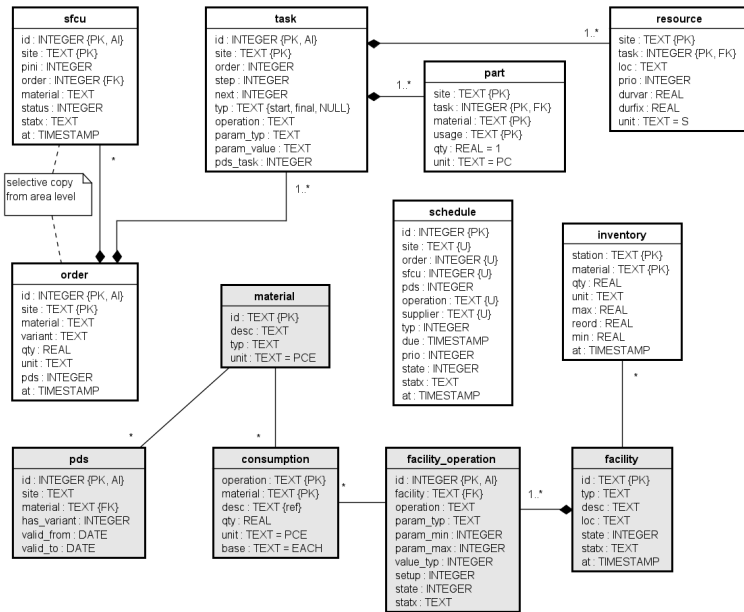 sfcu
id : INTEGER {PK, AI}
site : TEXT {PK}
pini : INTEGER
order : INTEGER {FK}
material : TEXT
status : INTEGER
statx : TEXT
at : TIMESTAMP
*
selective copy
from area level
task
id : INTEGER {PK, AI}
site : TEXT {PK}
order : INTEGER
step : INTEGER
next : INTEGER
typ : TEXT {start, final, NULL}
operation : TEXT
param_typ : TEXT
param_value : TEXT
pds_task : INTEGER
1..*
1..*
1..*
part
site : TEXT {PK}
task : INTEGER {PK, FK}
material : TEXT {PK}
usage : TEXT {PK}
qty : REAL = 1
unit : TEXT = PC
resource
site : TEXT {PK}
task : INTEGER {PK, FK}
loc : TEXT
prio : INTEGER
durvar : REAL
durfix : REAL
unit : TEXT = S
order
id : INTEGER {PK, AI}
site : TEXT {PK}
material : TEXT
variant : TEXT
qty : REAL
unit : TEXT
pds : INTEGER
at : TIMESTAMP
material
id : TEXT {PK}
desc : TEXT
typ : TEXT
unit : TEXT = PCE
*
*
schedule
id : INTEGER {PK}
site : TEXT {U}
order : INTEGER {U}
sfcu : INTEGER {U}
pds : INTEGER
operation : TEXT {U}
supplier : TEXT {U}
typ : INTEGER
due : TIMESTAMP
prio : INTEGER
state : INTEGER
statx : TEXT
at : TIMESTAMP
inventory
station : TEXT {PK}
material : TEXT {PK}
qty : REAL
unit : TEXT
max : REAL
reord : REAL
min : REAL
at : TIMESTAMP
*
pds
id : INTEGER {PK, AI}
site : TEXT
material : TEXT {FK}
has_variant : INTEGER
valid_from : DATE
valid_to : DATE
consumption
operation : TEXT {PK}
material : TEXT {PK}
desc : TEXT {ref}
qty : REAL
unit : TEXT = PCE
base : TEXT = EACH
*
facility_operation
id : INTEGER {PK, AI}
facility : TEXT {FK}
operation : TEXT
param_typ : TEXT
param_min : INTEGER
param_max : INTEGER
value_typ : INTEGER
setup : INTEGER
state : INTEGER
statx : TEXT
1..*
facility
id : TEXT {PK}
typ : TEXT
desc : TEXT
loc : TEXT
state : INTEGER
statx : TEXT
at : TIMESTAMP